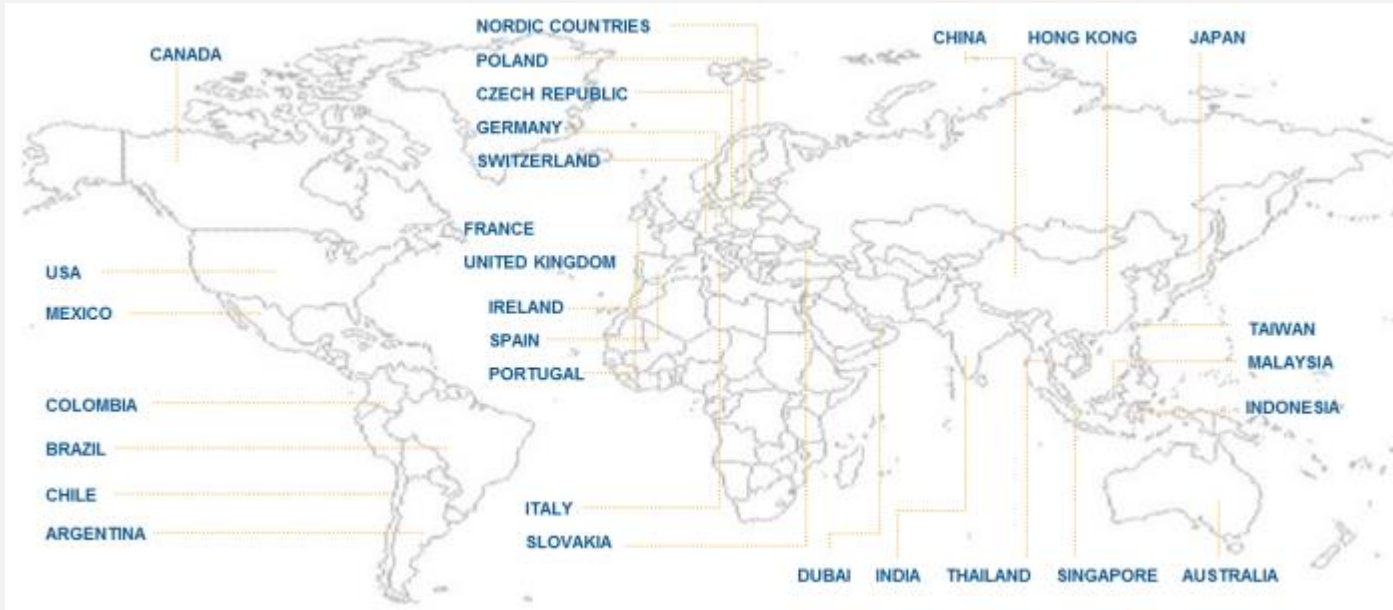 NORDIC COUNTRIES
CHINA
HONG KONG
JAPAN
CANADA
POLAND
CZECH REPUBLIC
GERMANY
SWITZERLAND
FRANCE
UNITED KINGDOM
USA
IRELAND
MEXICO
TAIWAN
SPAIN
MALAYSIA
PORTUGAL
COLOMBIA
INDONESIA
BRAZIL
CHILE
ITALY
ARGENTINA
SLOVAKIA
DUBAI
INDIA
THAILAND
SINGAPORE
AUSTRALIA